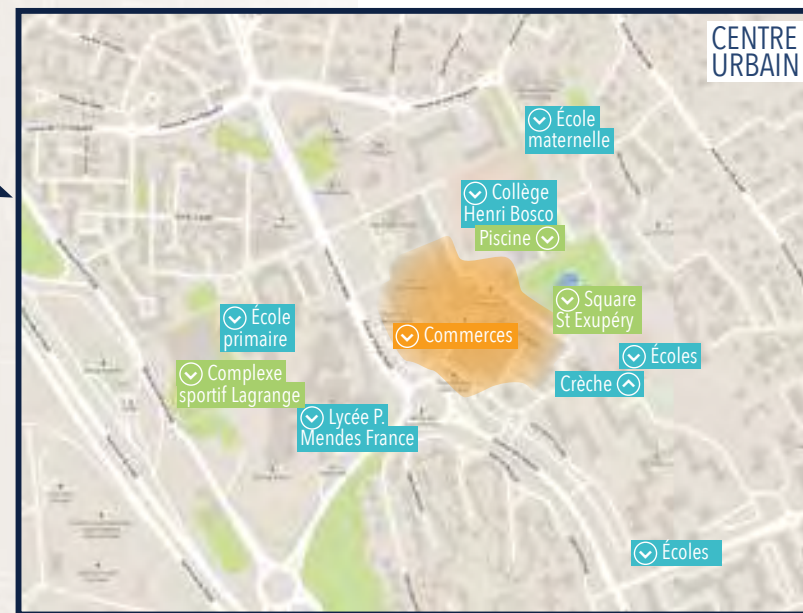 CENTRE
URBAIN
École
maternelle
Collège
Henri Bosco
Piscine
Square
St Exupéry
École
primaire
Commerces
Écoles
Complexe
sportif Lagrange
Crèche
Lycée P.
Mendes France
Écoles